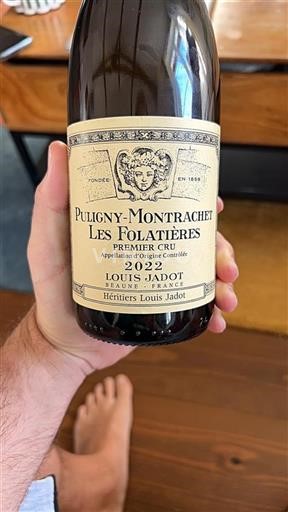 FONDÉE EN 1859
PULIGNY-MONTRACHET
LES FOLATIÈRES
PREMIER CRU
Appellation d'Origine Contrôlée
2022
LOUIS JADOT
BEAUNE - FRANCE
Héritiers Louis Jadot